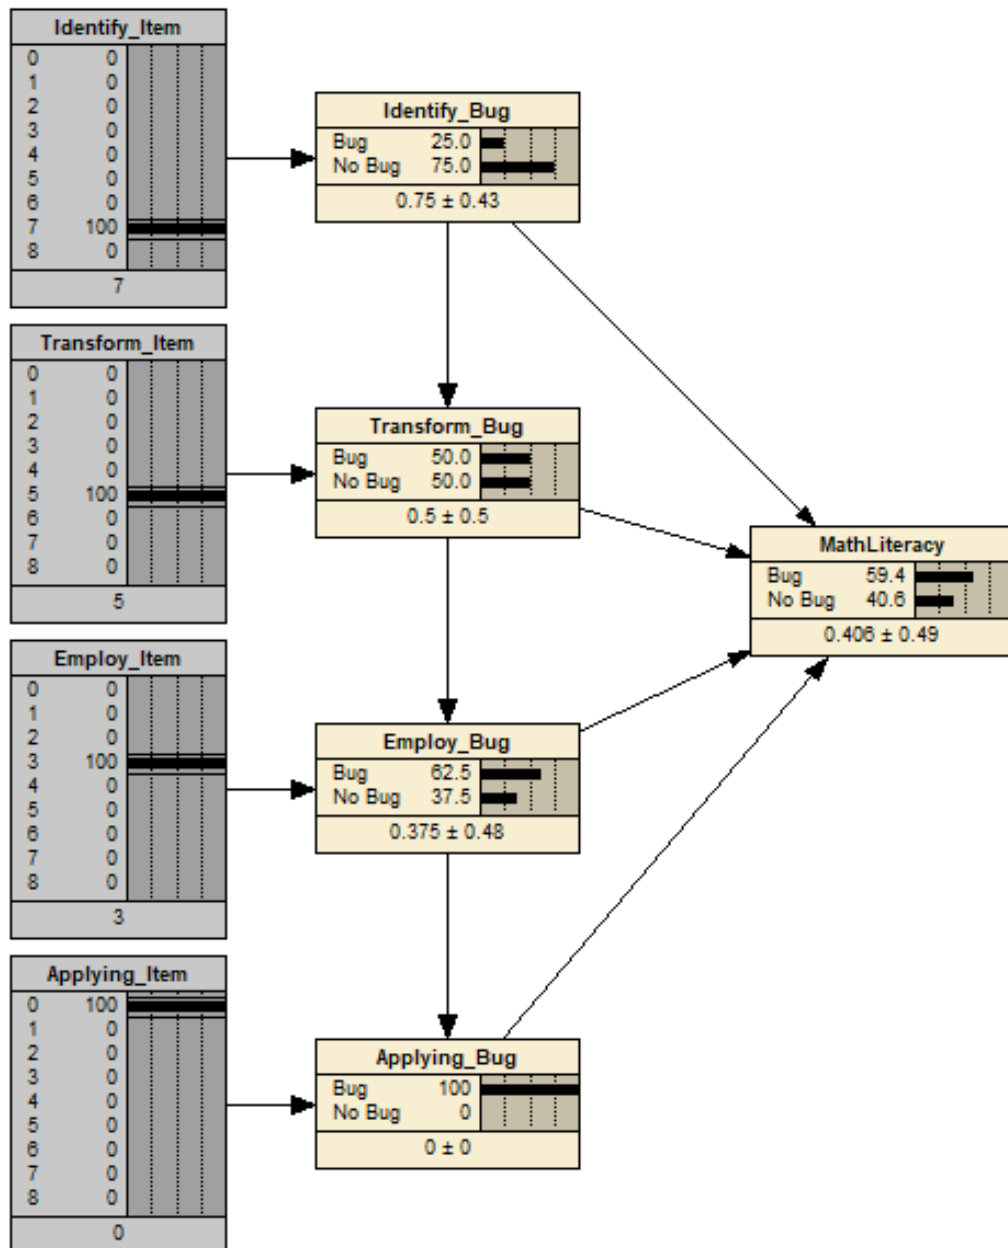 Identify_Item
0 0
1 0
2 0
3 0
4 0
5 0
6 0
7 100
8 0
7
Identify_Bug
Bug 25.0
No Bug 75.0
0.75 ± 0.43
Transform_Item
0 0
1 0
2 0
3 0
4 0
5 100
6 0
7 0
8 0
5
Transform_Bug
Bug 50.0
No Bug 50.0
0.5 ± 0.5
MathLiteracy
Bug 59.4
No Bug 40.6
0.406 ± 0.49
Employ_Item
0 0
1 0
2 0
3 100
4 0
5 0
6 0
7 0
8 0
3
Employ_Bug
Bug 62.5
No Bug 37.5
0.375 ± 0.48
Applying_Item
0 100
1 0
2 0
3 0
4 0
5 0
6 0
7 0
8 0
0
Applying_Bug
Bug 100
No Bug 0
0 ± 0